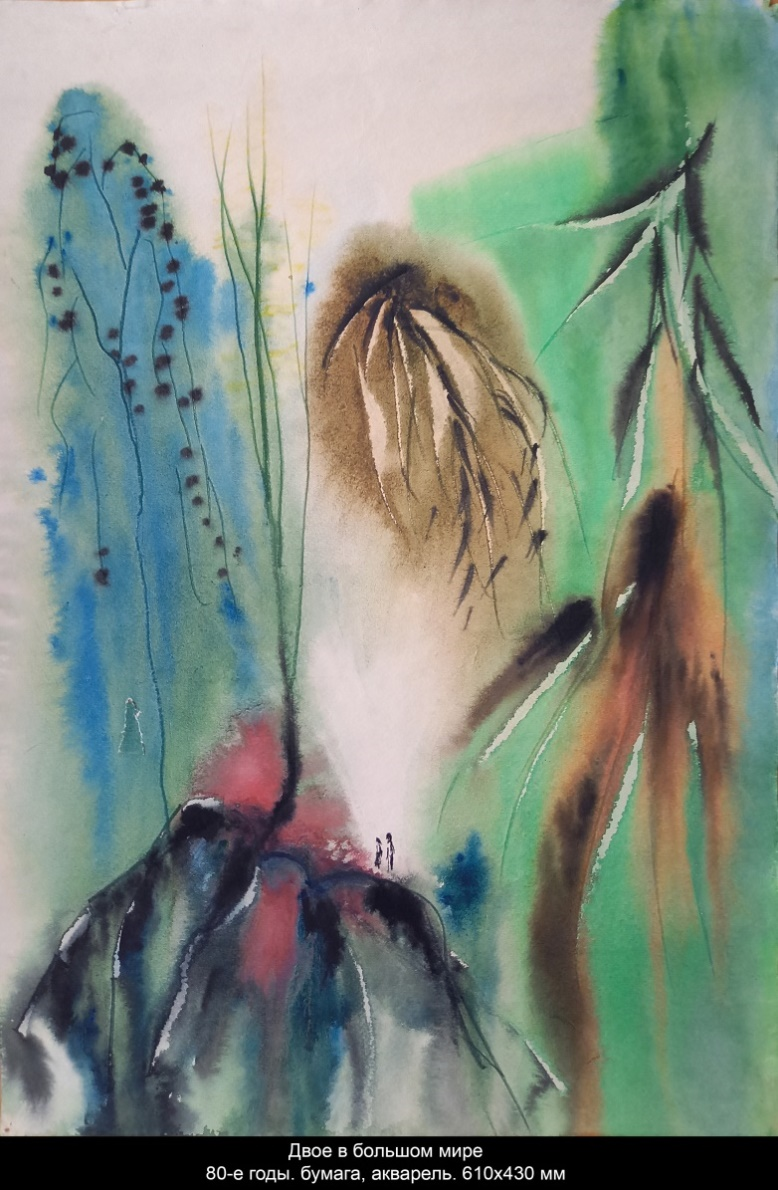 Двое в большом мире
80-е годы. бумага, акварель. 610x430 мм